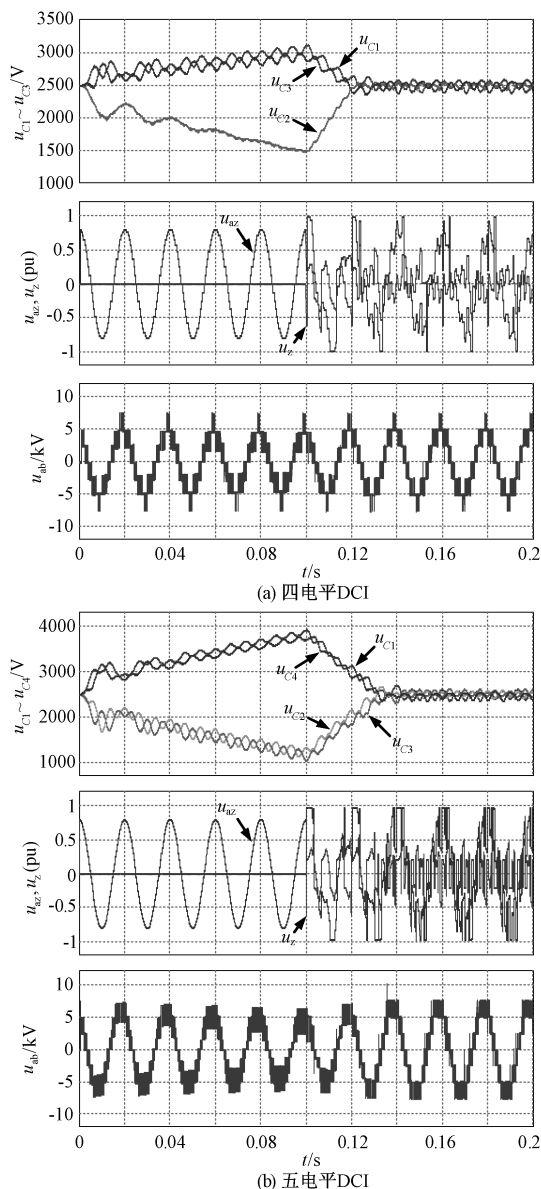 3500
3000
2500
2000
1500
1000
u_C1~u_C3/V
u_C1
u_C3
u_C2
1
0.5
0
-0.5
-1
u_az, u_z (pu)
u_az
u_z
10
5
0
-5
-10
u_ab/kV
0 0.04 0.08 0.12 0.16 0.2
t/s
(a) 四电平DCI
4000
3000
2000
1000
u_C1~u_C4/V
u_C1
u_C4
u_C2
u_C3
1
0.5
0
-0.5
-1
u_az, u_z (pu)
u_az
u_z
10
5
0
-5
-10
u_ab/kV
0 0.04 0.08 0.12 0.16 0.2
t/s
(b) 五电平DCI